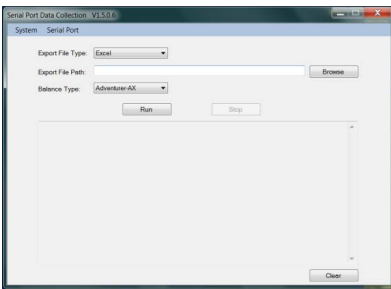 Serial Port Data Collection V1.5.0.6
System Serial Port
Export File Type: Excel
Export File Path: Browse
Balance Type: Adventurer-AX
Run Stop
Clear